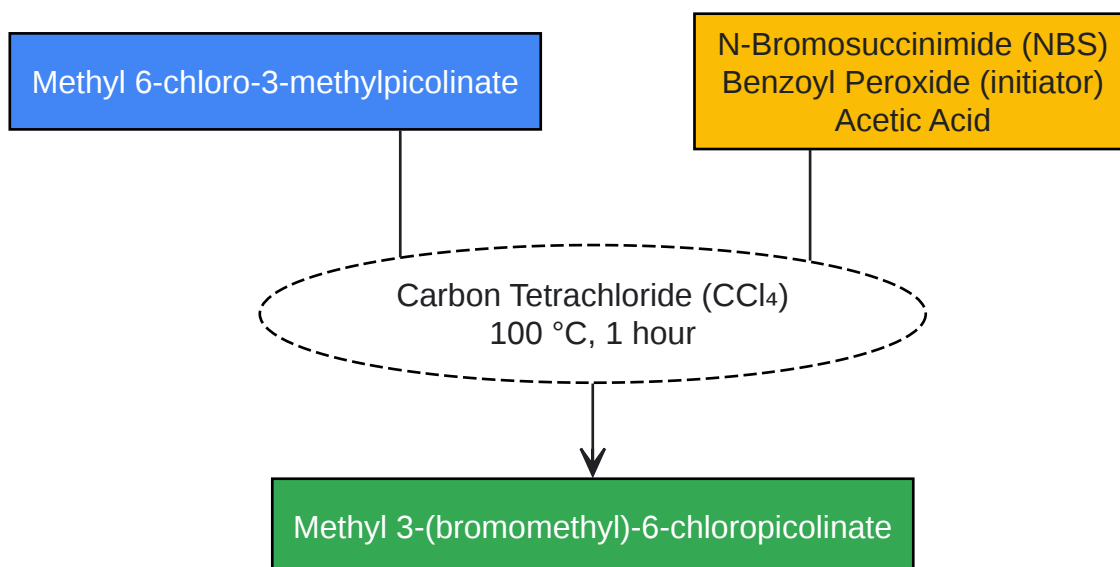 Methyl 6-chloro-3-methylpicolinate
N-Bromosuccinimide (NBS)
Benzoyl Peroxide (initiator)
Acetic Acid
Carbon Tetrachloride (CCl₄)
100 °C, 1 hour
Methyl 3-(bromomethyl)-6-chloropicolinate